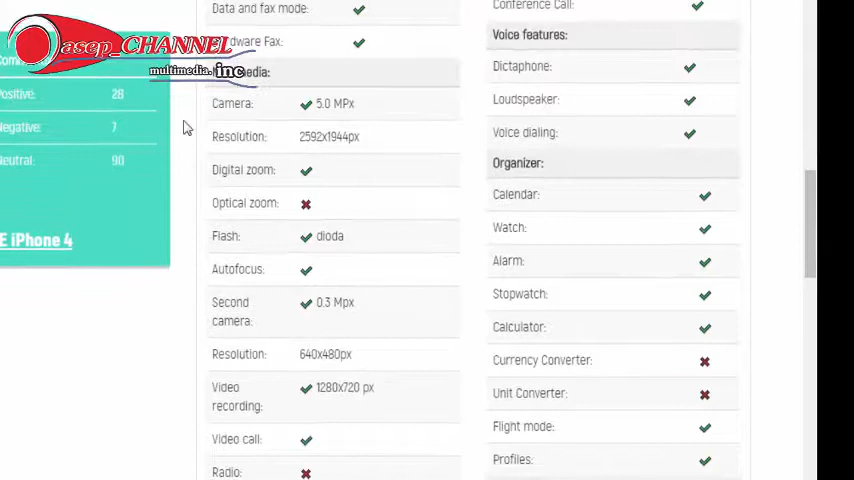 asep_CHANNEL
multimedia. inc
Positive: 28
Negative: 7
Neutral: 90
E iPhone 4
Data and fax mode:
Hardware Fax:
Camera: 5.0 MPx
Resolution: 2592x1944px
Digital zoom:
Optical zoom:
Flash: dioda
Autofocus:
Second camera: 0.3 Mpx
Resolution: 640x480px
Video recording: 1280x720 px
Video call:
Radio:
Conference Call:
Voice features:
Dictaphone:
Loudspeaker:
Voice dialing:
Organizer:
Calendar:
Watch:
Alarm:
Stopwatch:
Calculator:
Currency Converter:
Unit Converter:
Flight mode:
Profiles: